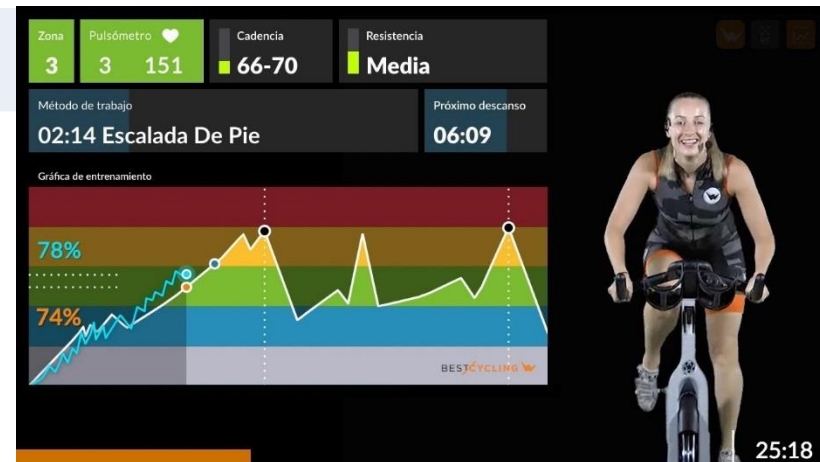 Zona
3
Pulsómetro
3 151
Cadencia
66-70
Resistencia
Media
Método de trabajo
02:14 Escalada De Pie
Próximo descanso
06:09
Gráfica de entrenamiento
78%
74%
BESTCYCLING
25:18